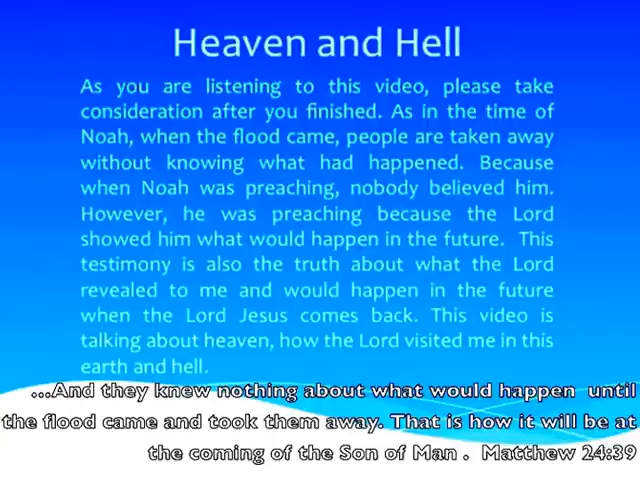 Heaven and Hell
As you are listening to this video, please take
consideration after you finished. As in the time of
Noah, when the flood came, people are taken away
without knowing what had happened. Because
when Noah was preaching, nobody believed him.
However, he was preaching because the Lord
showed him what would happen in the future. This
testimony is also the truth about what the Lord
revealed to me and would happen in the future
when the Lord Jesus comes back. This video is
talking about heaven, how the Lord visited me in this
earth and hell.
...And they knew nothing about what would happen until
the flood came and took them away. That is how it will be at
the coming of the Son of Man . Matthew 24:39